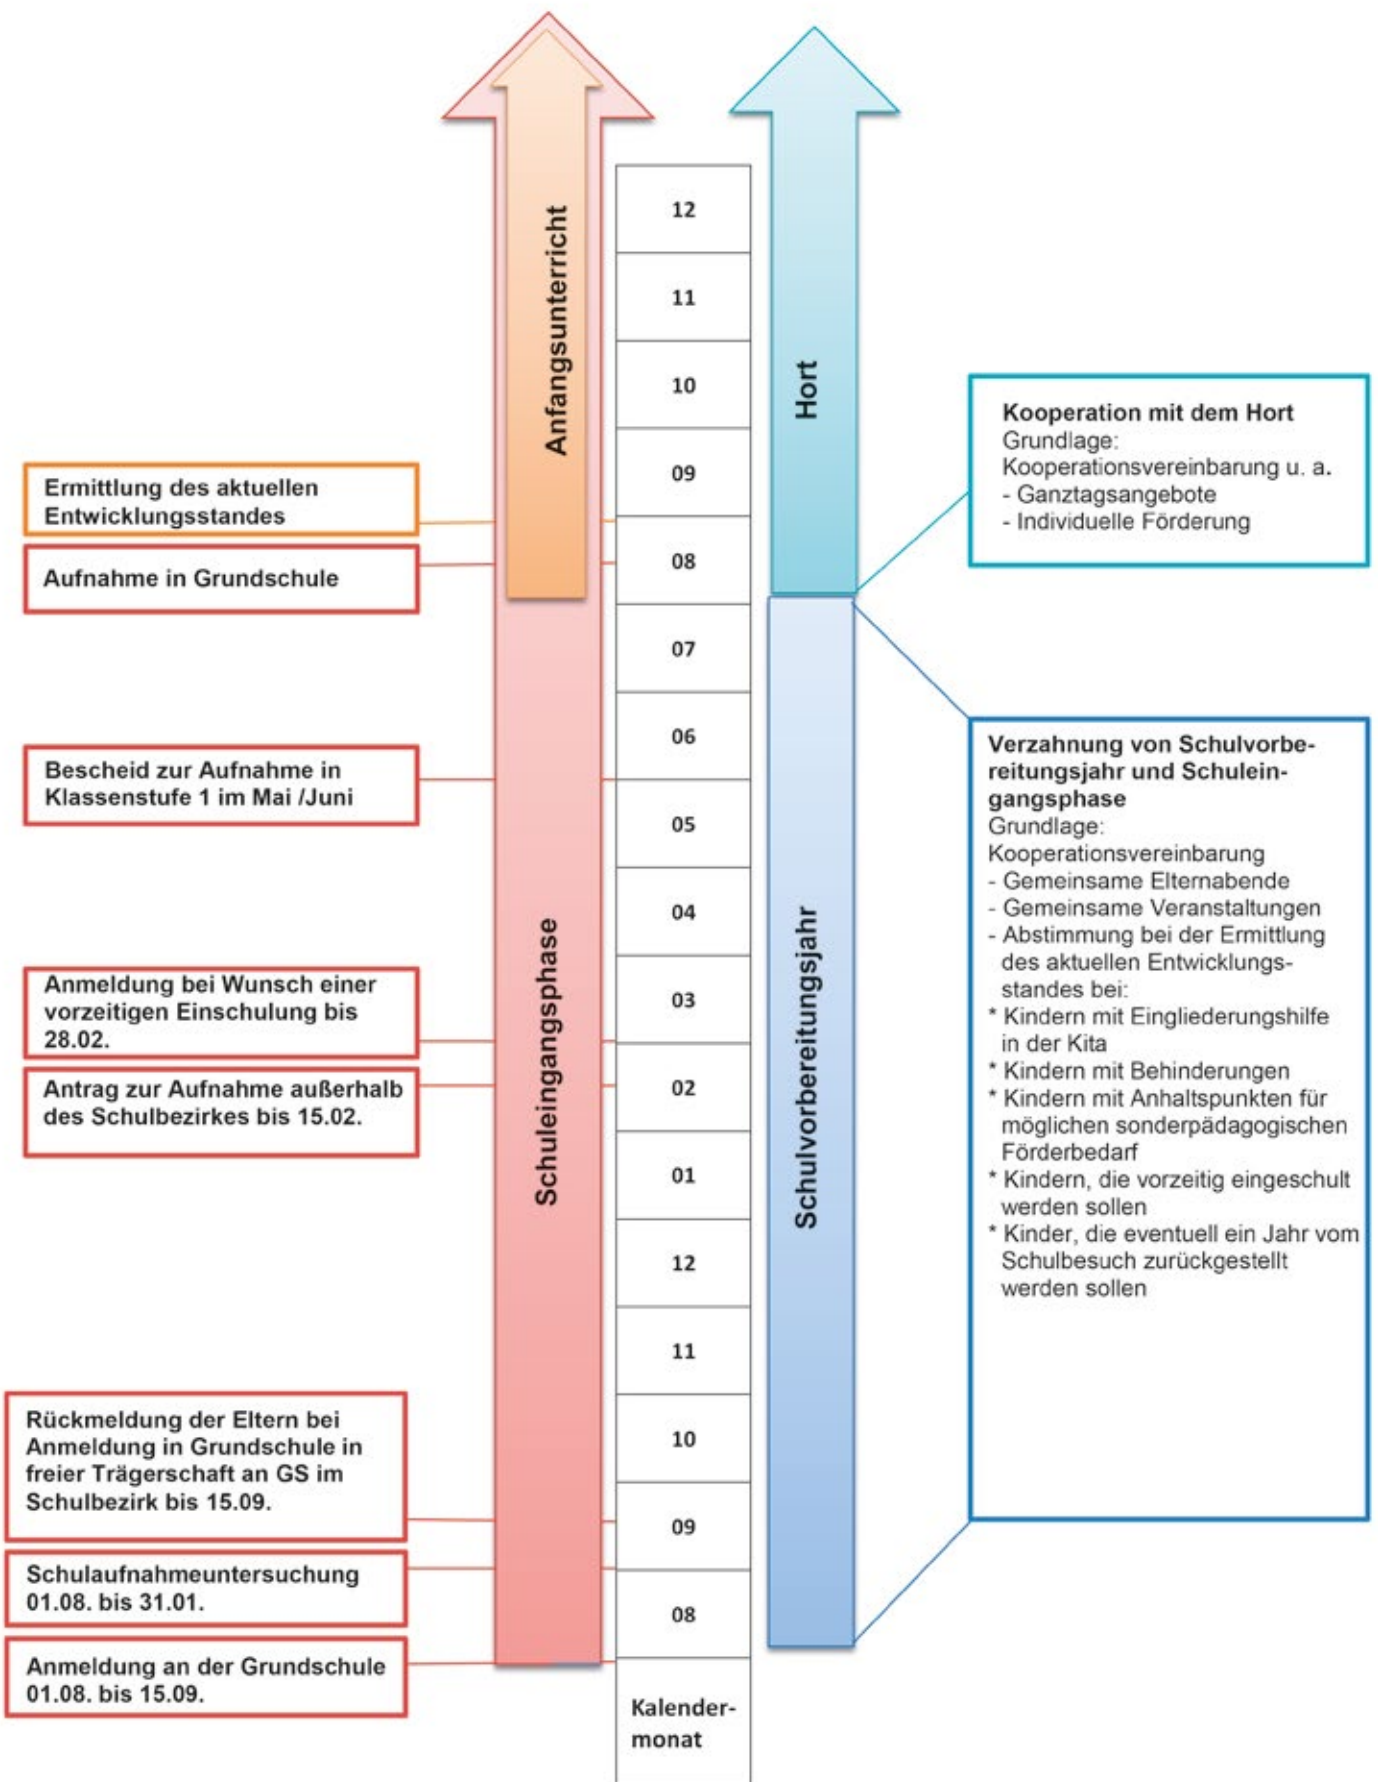 Anfangsunterricht
Schuleingangsphase
12
11
10
09
08
07
06
05
04
03
02
01
12
11
10
09
08
Kalender-
monat
Hort
Schulvorbereitungsjahr
Ermittlung des aktuellen
Entwicklungsstandes
Aufnahme in Grundschule
Bescheid zur Aufnahme in
Klassenstufe 1 im Mai /Juni
Anmeldung bei Wunsch einer
vorzeitigen Einschulung bis
28.02.
Antrag zur Aufnahme außerhalb
des Schulbezirkes bis 15.02.
Rückmeldung der Eltern bei
Anmeldung in Grundschule in
freier Trägerschaft an GS im
Schulbezirk bis 15.09.
Schulaufnahmeuntersuchung
01.08. bis 31.01.
Anmeldung an der Grundschule
01.08. bis 15.09.
Kooperation mit dem Hort
Grundlage:
Kooperationsvereinbarung u. a.
- Ganztagsangebote
- Individuelle Förderung
Verzahnung von Schulvorbe-
reitungsjahr und Schulein-
gangsphase
Grundlage:
Kooperationsvereinbarung
- Gemeinsame Elternabende
- Gemeinsame Veranstaltungen
- Abstimmung bei der Ermittlung
des aktuellen Entwicklungs-
standes bei:
* Kindern mit Eingliederungshilfe
in der Kita
* Kindern mit Behinderungen
* Kindern mit Anhaltspunkten für
möglichen sonderpädagogischen
Förderbedarf
* Kindern, die vorzeitig eingeschult
werden sollen
* Kinder, die eventuell ein Jahr vom
Schulbesuch zurückgestellt
werden sollen